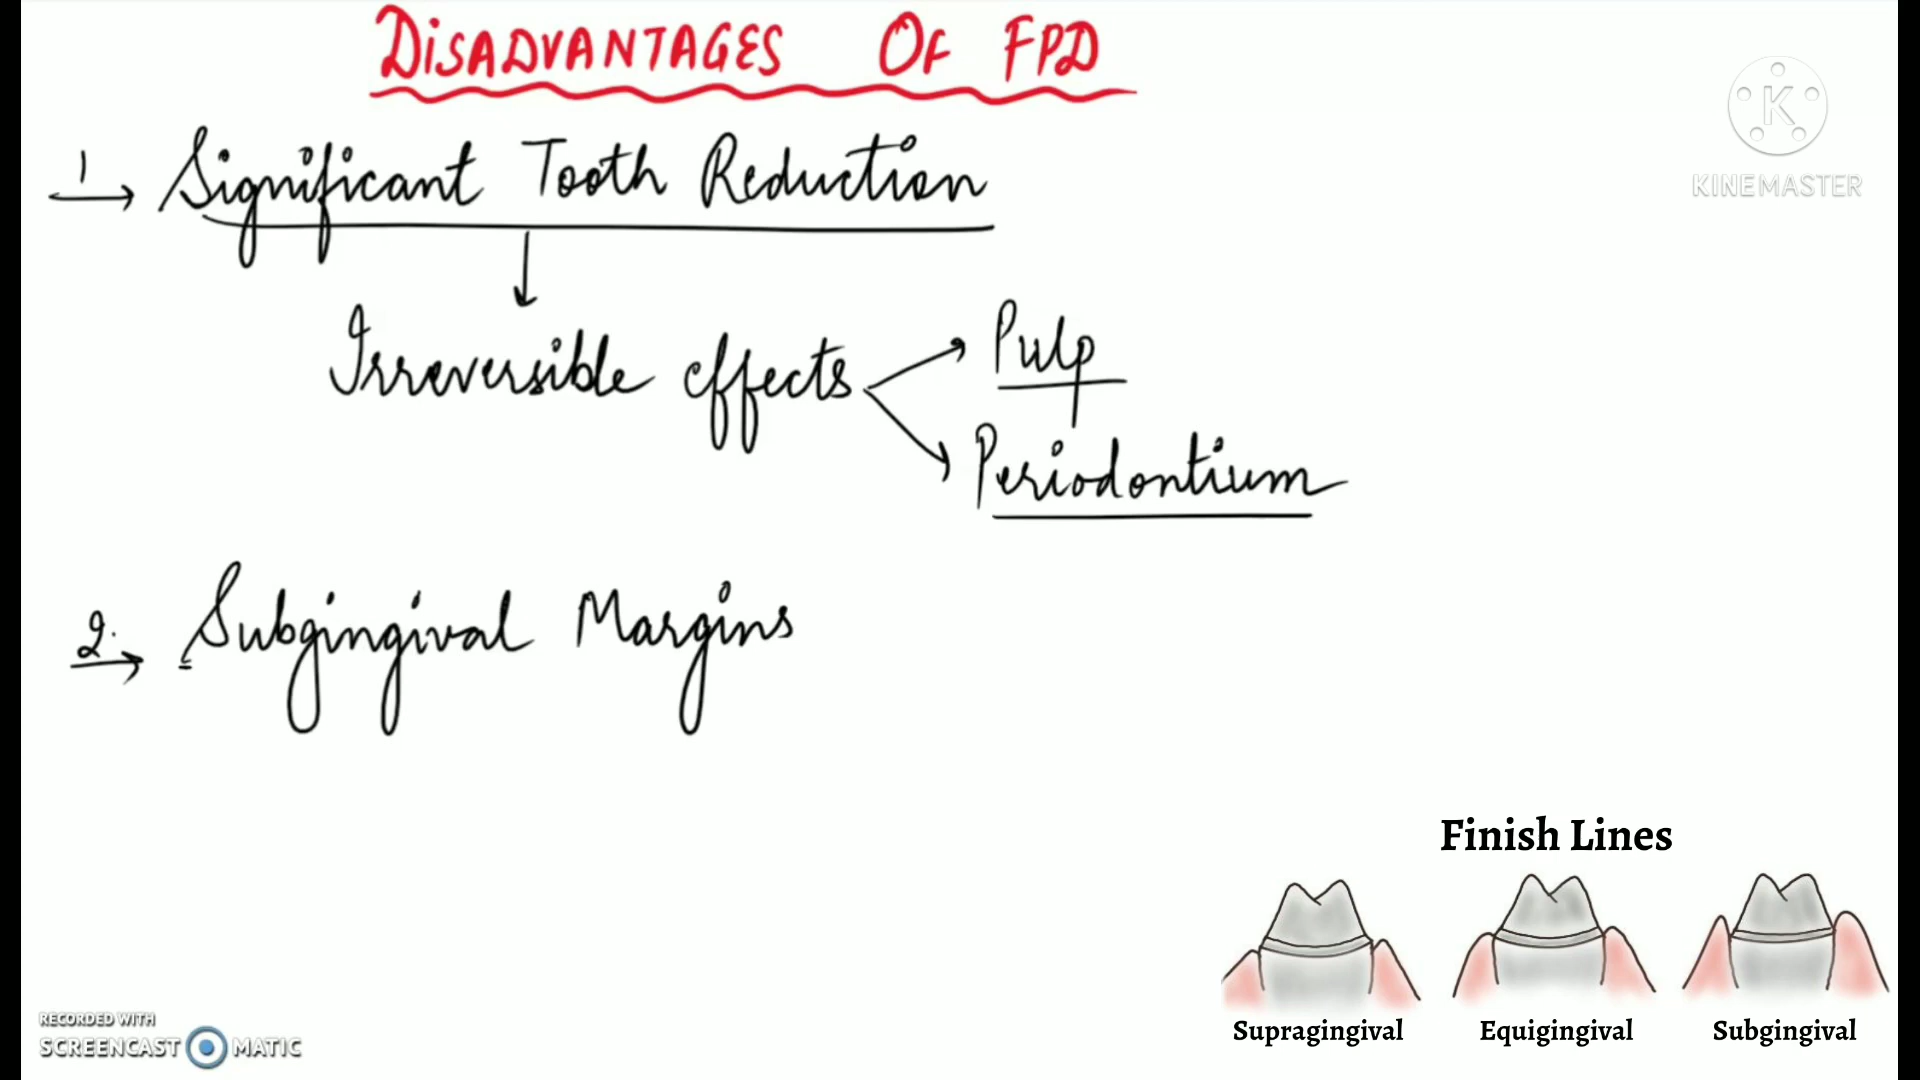 DISADVANTAGES OF FPD
K
KINEMASTER
1 Significant Tooth Reduction
Irreversible effects
Pulp
Periodontium
2. Subgingival Margins
Finish Lines
Supragingival Equigingival Subgingival
RECORDED WITH
SCREENCAST MATIC